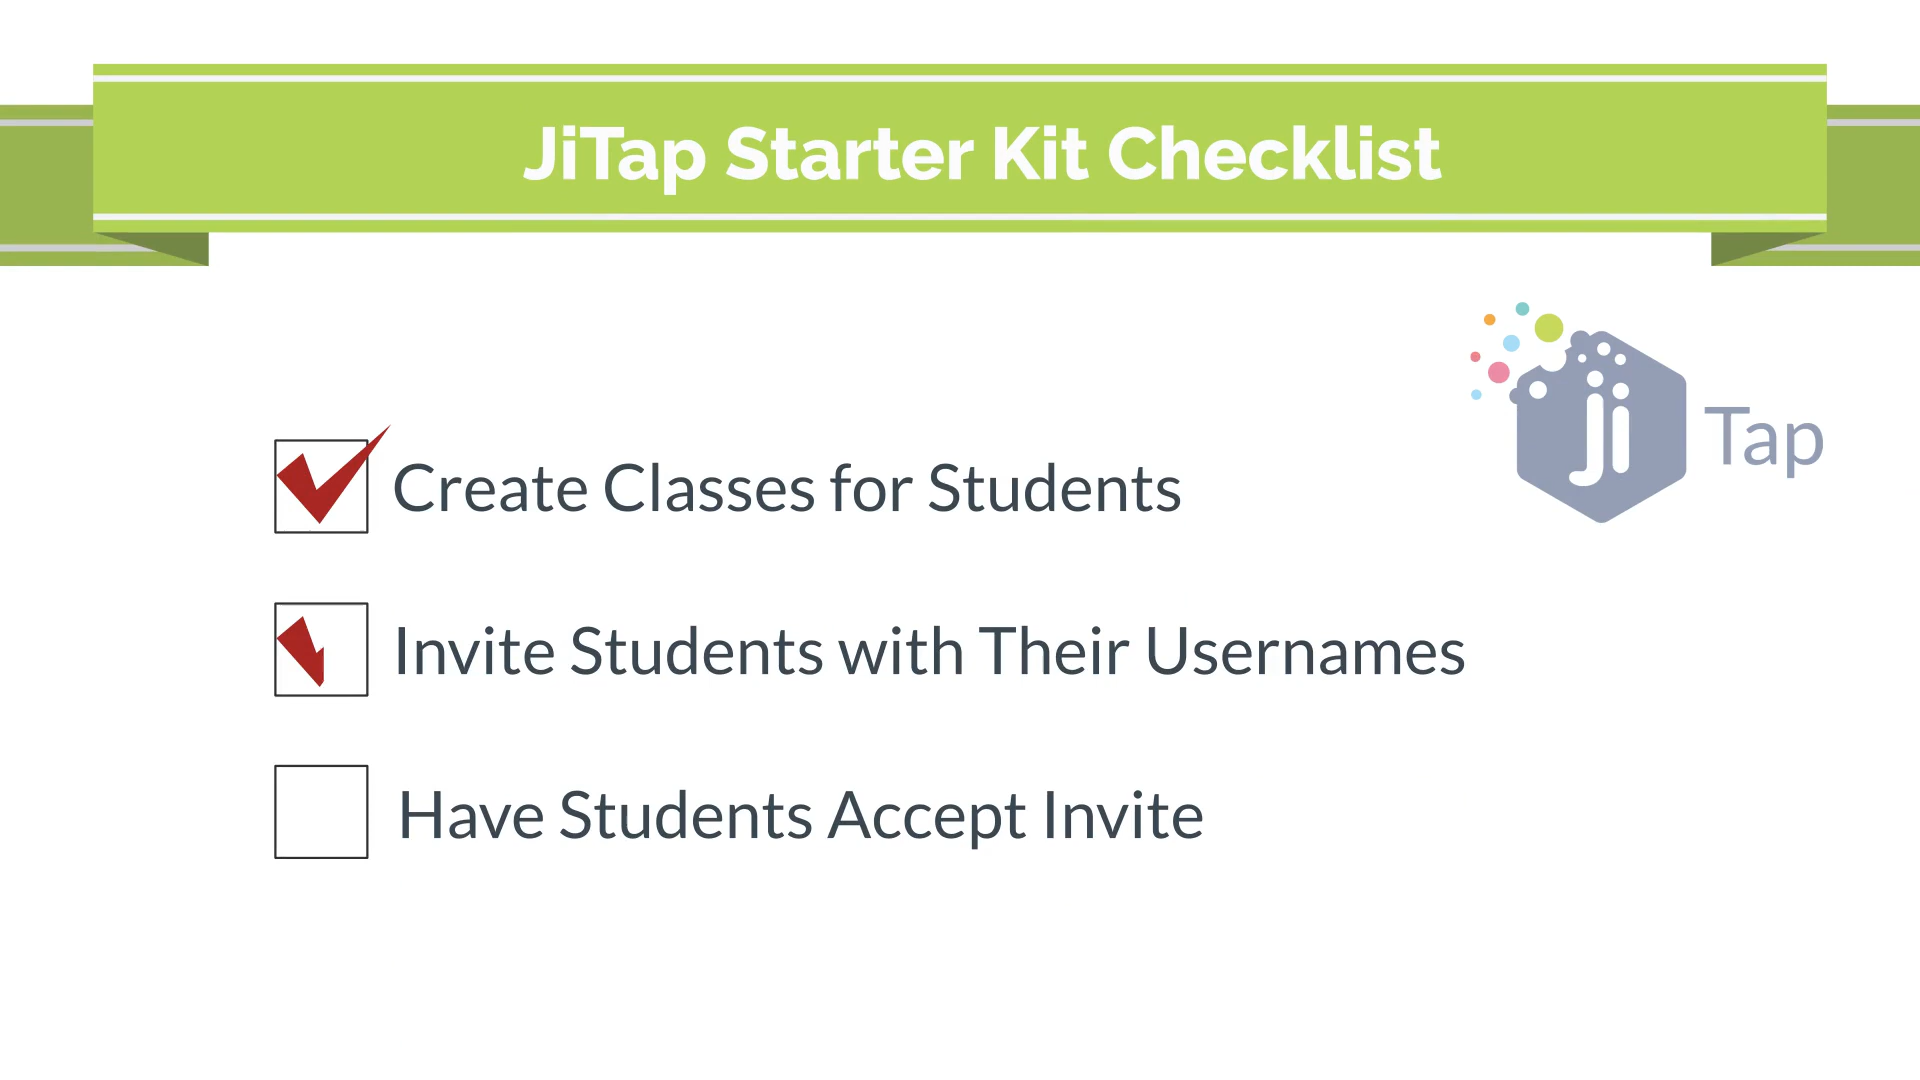 JiTap Starter Kit Checklist
ji Tap
Create Classes for Students
Invite Students with Their Usernames
Have Students Accept Invite